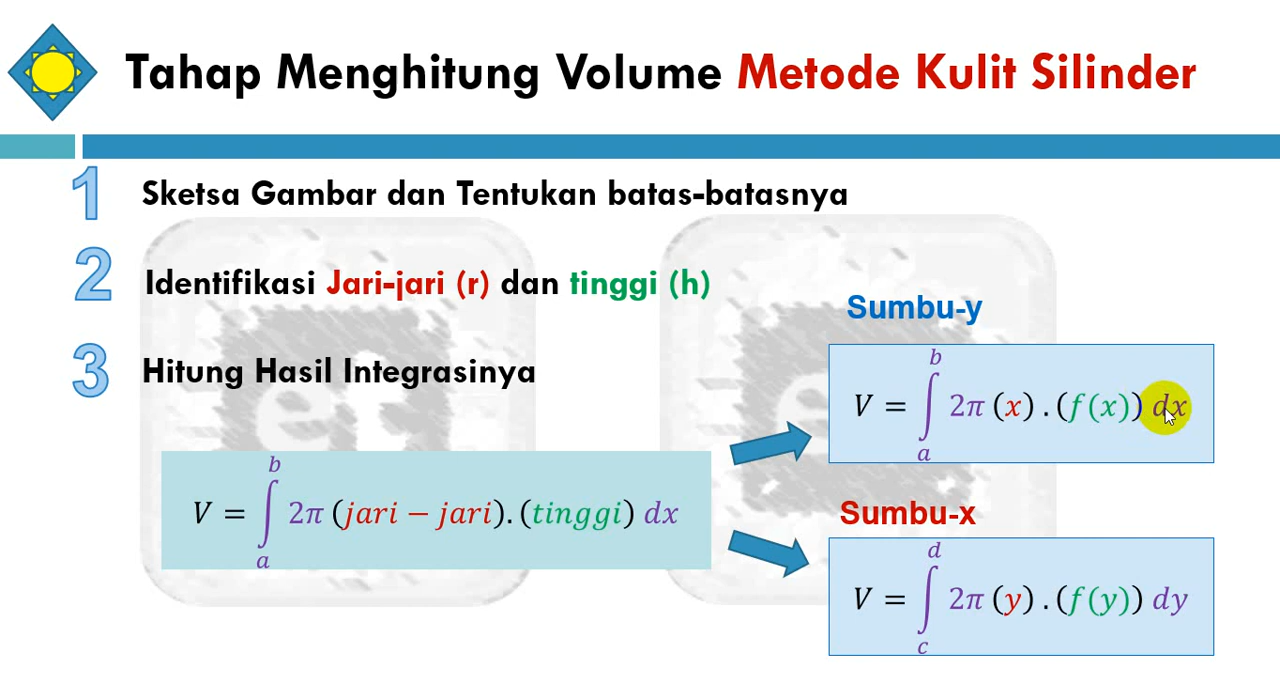 Tahap Menghitung Volume Metode Kulit Silinder
1 Sketsa Gambar dan Tentukan batas-batasnya
2 Identifikasi Jari-jari (r) dan tinggi (h)
3 Hitung Hasil Integrasinya
V = ∫_a^b 2π (jari − jari). (tinggi) dx
Sumbu-y
V = ∫_a^b 2π (x) . (f(x)) dx
Sumbu-x
V = ∫_c^d 2π (y) . (f(y)) dy